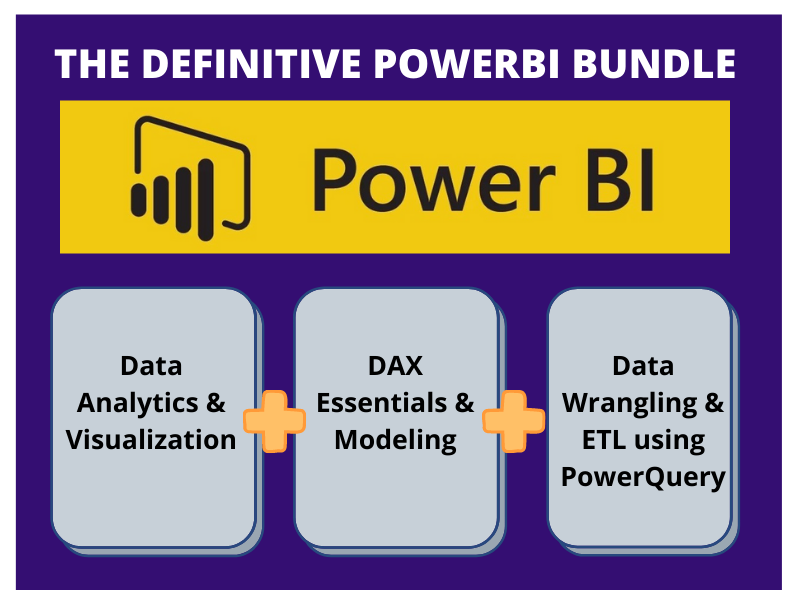 THE DEFINITIVE POWERBI BUNDLE
Power BI
Data
Analytics &
Visualization
DAX
Essentials &
Modeling
Data
Wrangling &
ETL using
PowerQuery